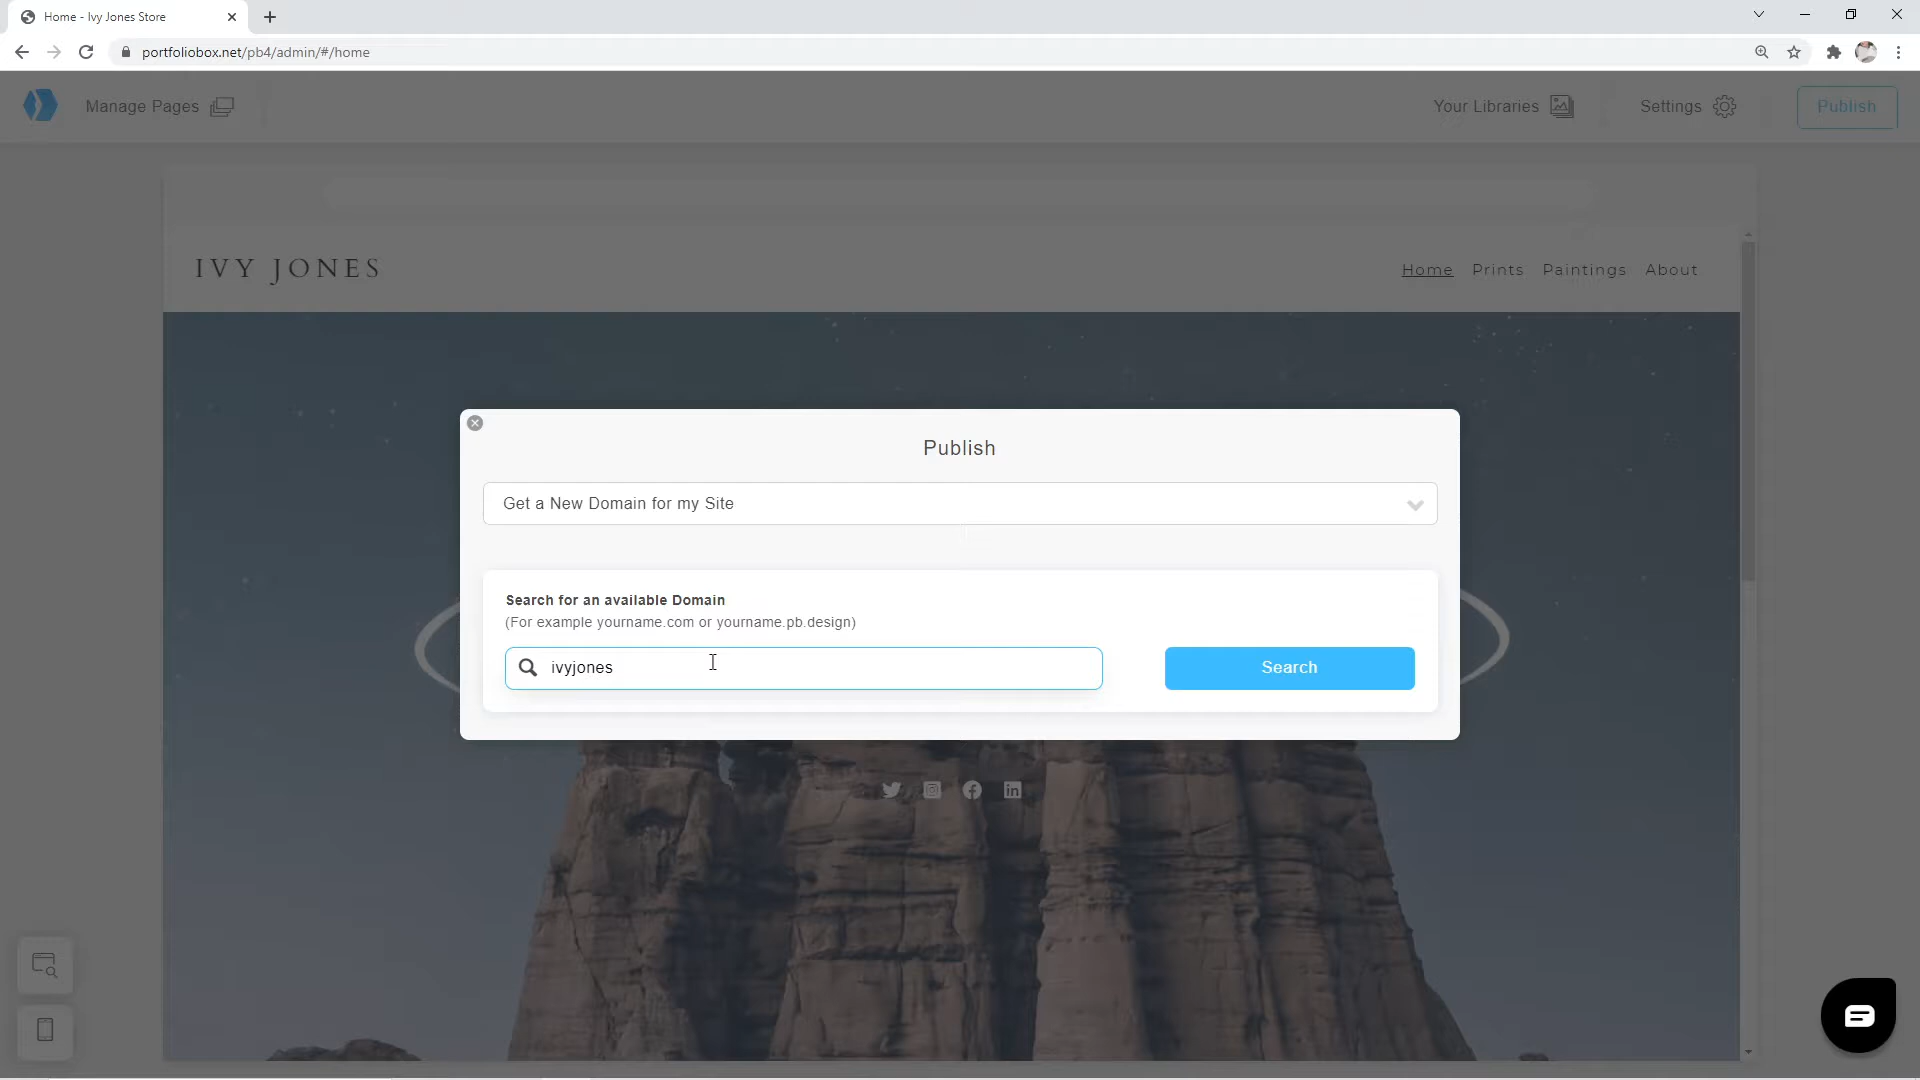 Home - Ivy Jones Store
portfoliobox.net/pb4/admin/#/home
Manage Pages
Your Libraries
Settings
Publish
IVY JONES
Home Prints Paintings About
Publish
Get a New Domain for my Site
Search for an available Domain
(For example yourname.com or yourname.pb.design)
ivyjones
Search